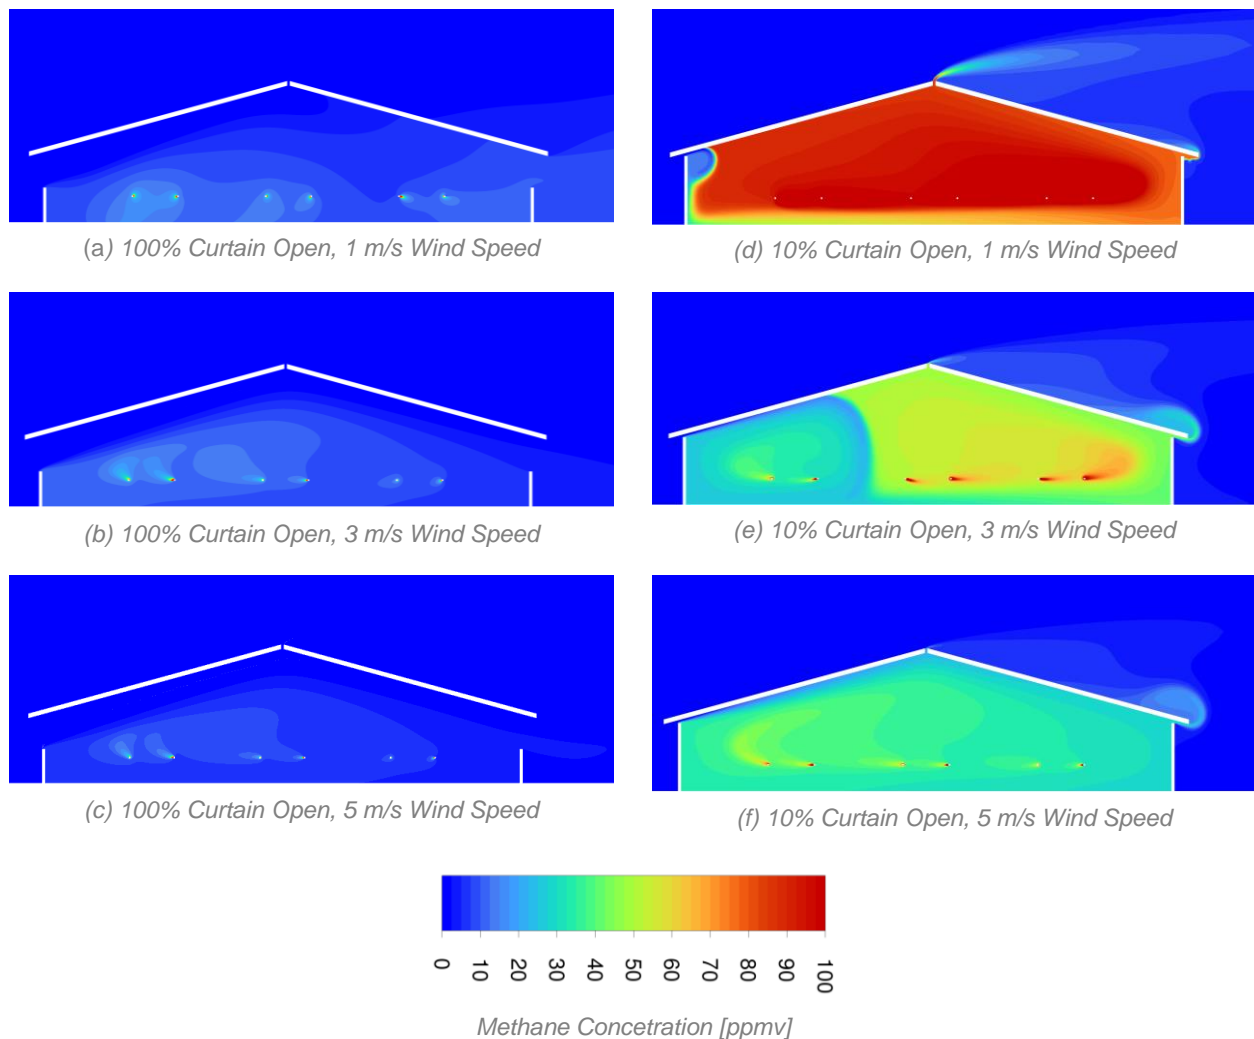 (a) 100% Curtain Open, 1 m/s Wind Speed
(d) 10% Curtain Open, 1 m/s Wind Speed
(b) 100% Curtain Open, 3 m/s Wind Speed
(e) 10% Curtain Open, 3 m/s Wind Speed
(c) 100% Curtain Open, 5 m/s Wind Speed
(f) 10% Curtain Open, 5 m/s Wind Speed
0 10 20 30 40 50 60 70 80 90 100
Methane Concetration [ppmv]